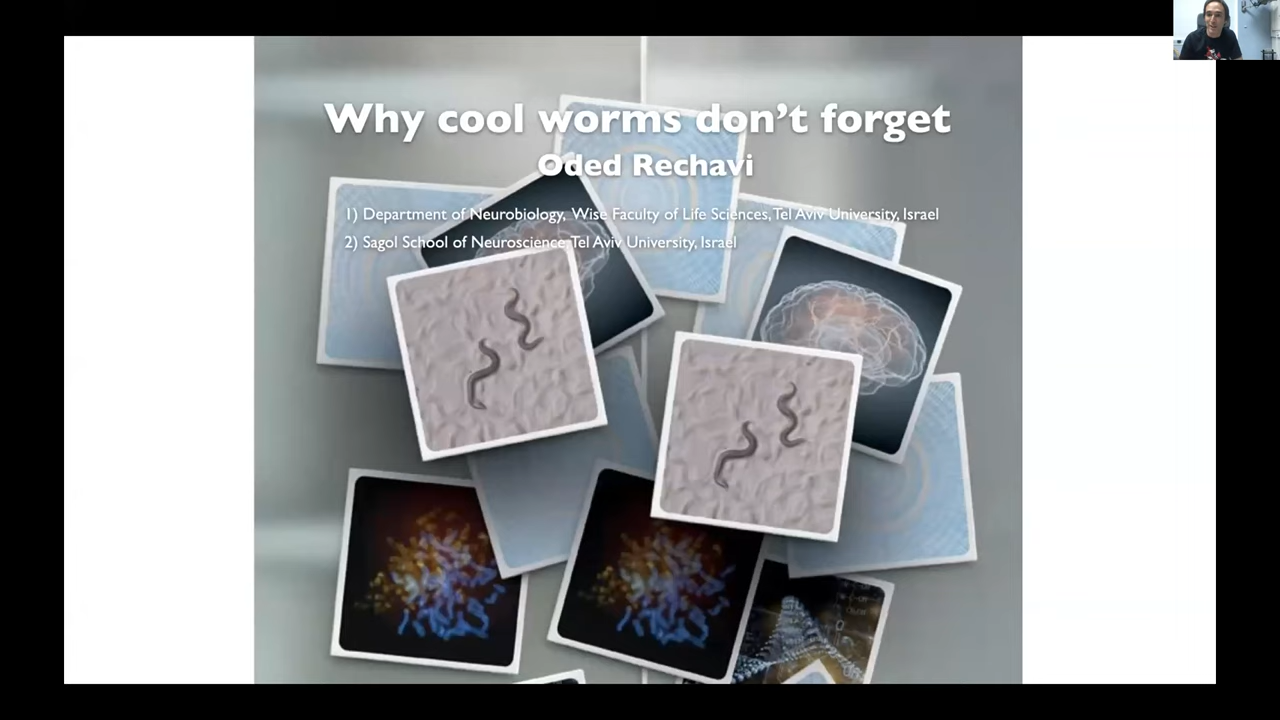 Why cool worms don't forget
Oded Rechavi
1) Department of Neurobiology, Wise Faculty of Life Sciences, Tel Aviv University, Israel
2) Sagol School of Neuroscience, Tel Aviv University, Israel